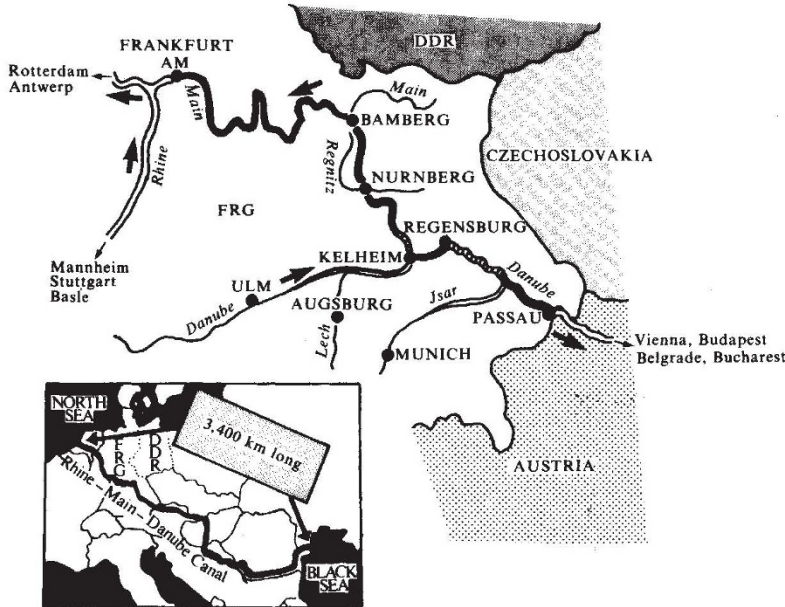 DDR
FRANKFURT
AM
Rotterdam
Antwerp
Main
Main
BAMBERG
Rhine
Regnitz
CZECHOSLOVAKIA
NURNBERG
FRG
REGENSBURG
KELHEIM
Mannheim
Stuttgart
Basle
ULM
Danube
Danube
AUGSBURG
Jsar
PASSAU
Lech
MUNICH
Vienna, Budapest
Belgrade, Bucharest
NORTH
SEA
FRG
DDR
3,400 km long
Rhine – Main – Danube Canal
BLACK
SEA
AUSTRIA